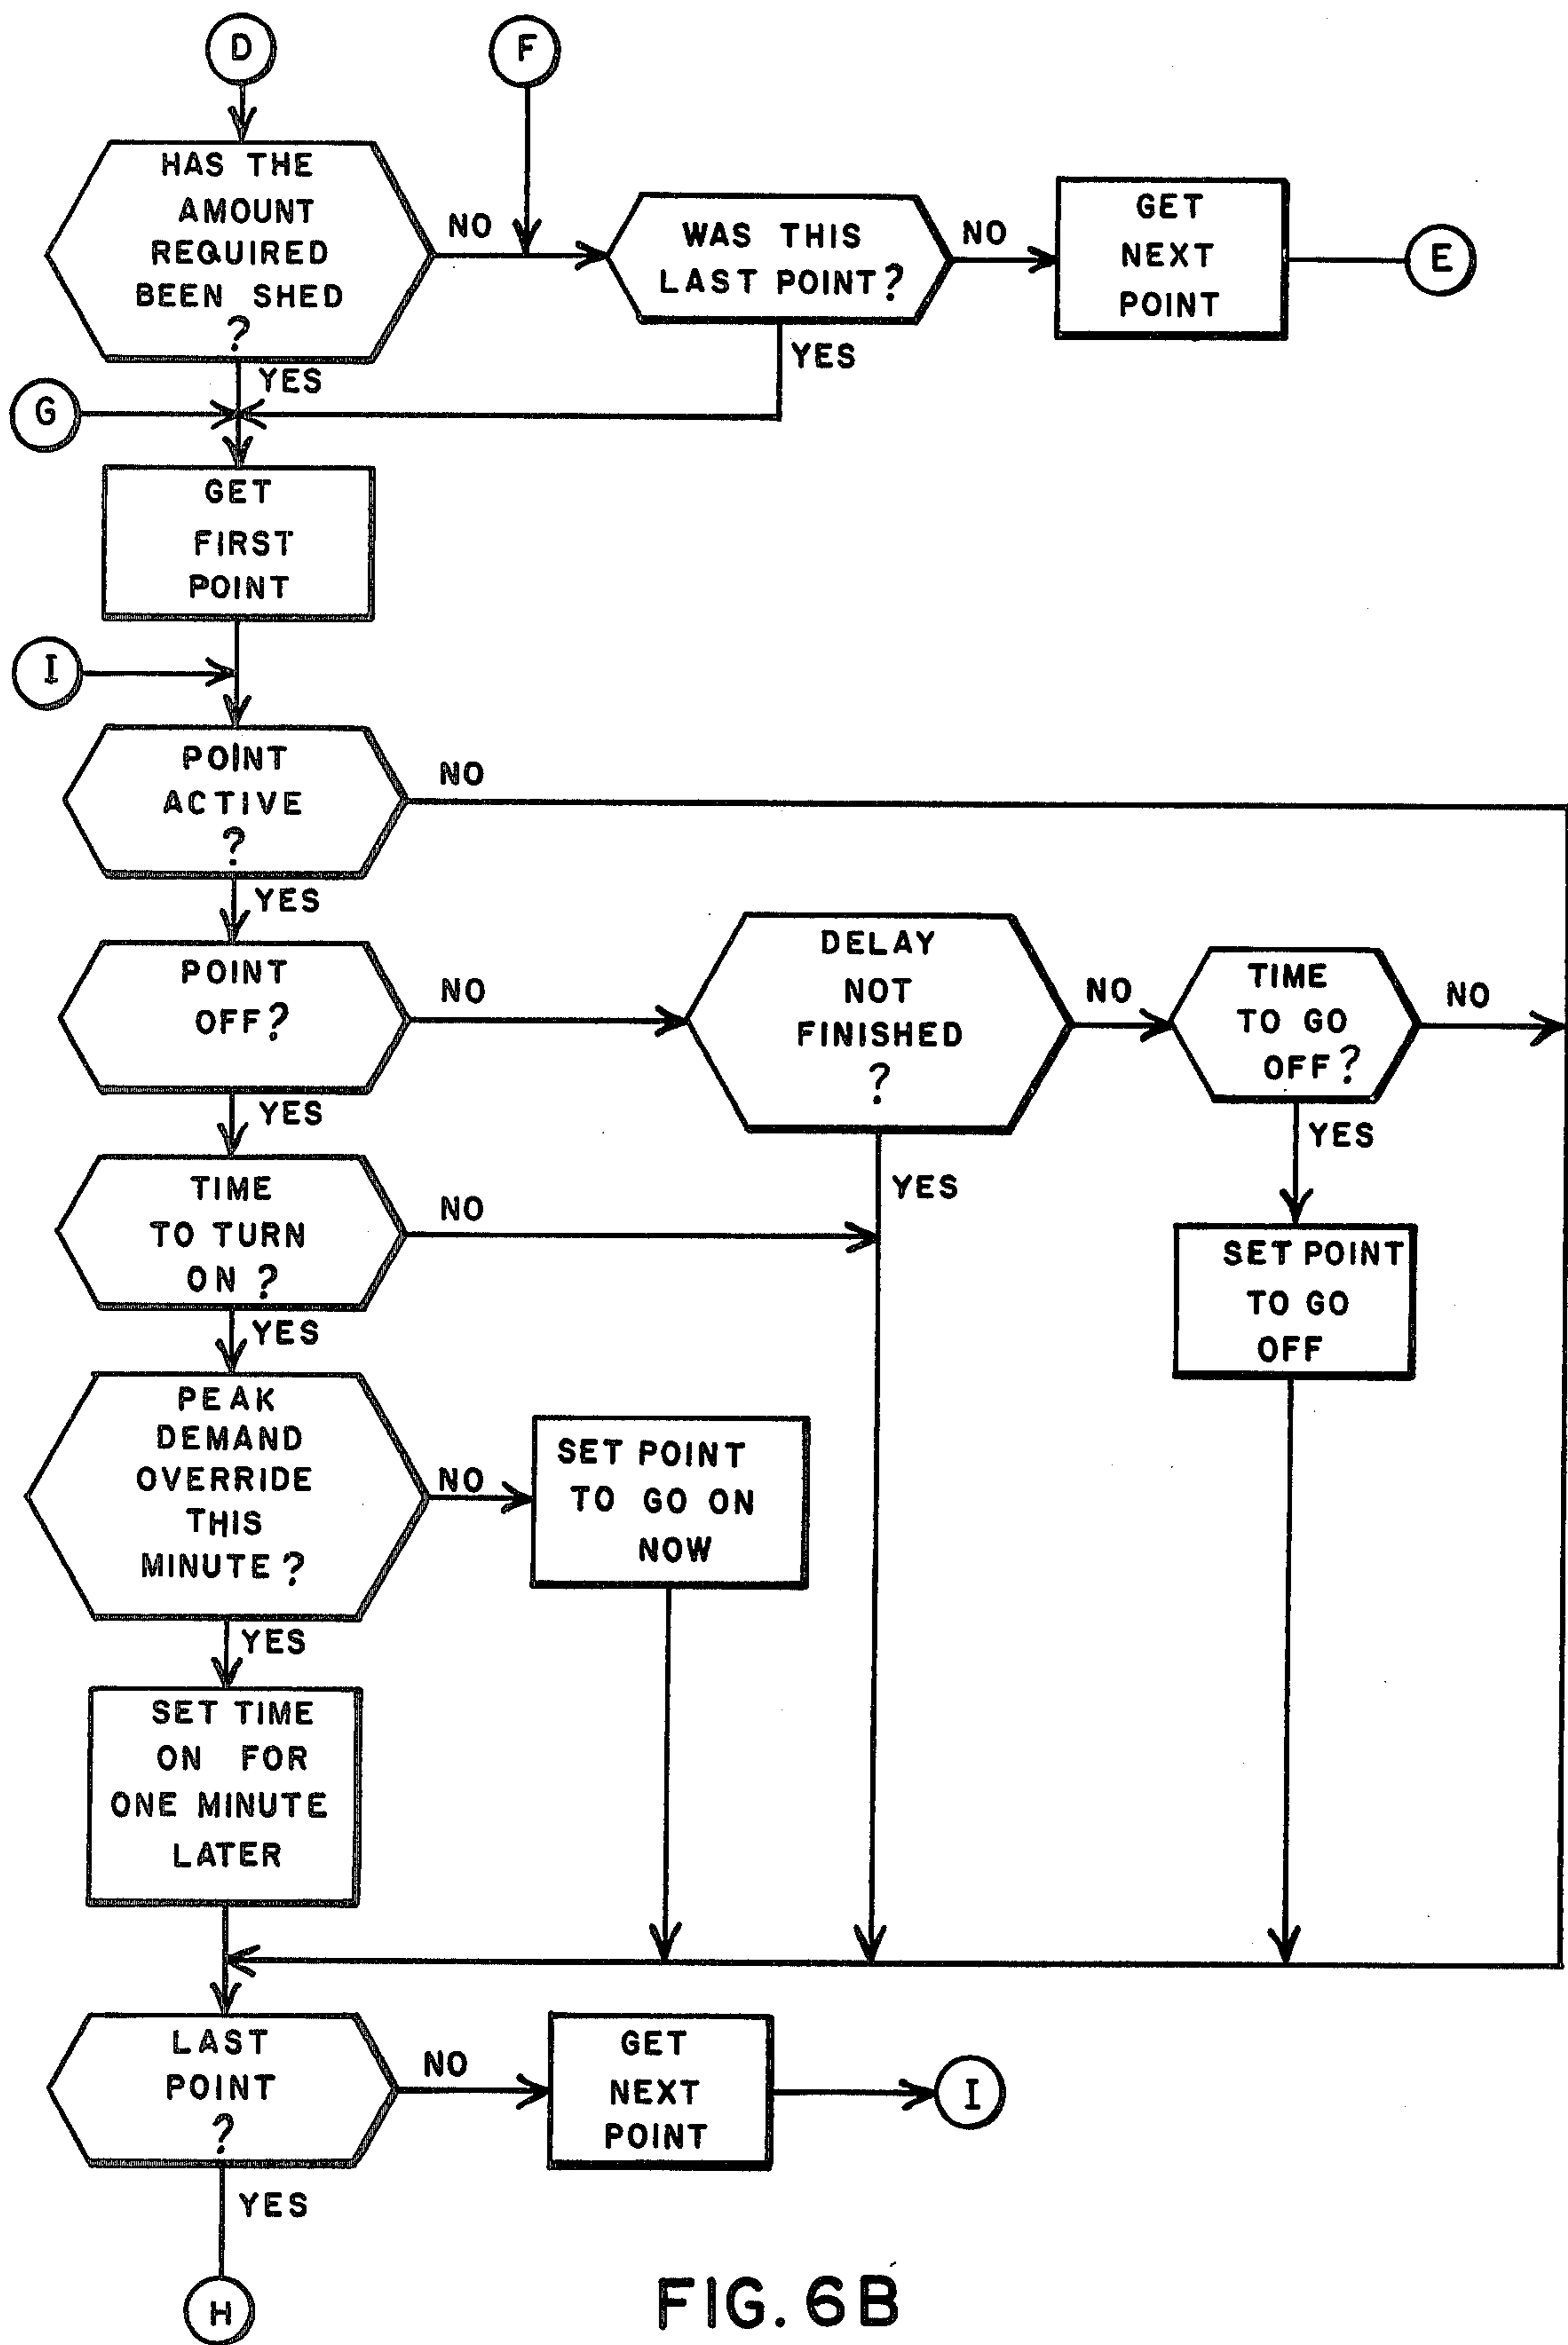 D
F
HAS THE
AMOUNT
REQUIRED
BEEN SHED
?
NO
WAS THIS
LAST POINT?
NO
GET
NEXT
POINT
E
YES
YES
G
GET
FIRST
POINT
I
POINT
ACTIVE
?
NO
YES
POINT
OFF?
NO
DELAY
NOT
FINISHED
?
NO
TIME
TO GO
OFF?
NO
YES
YES
YES
TIME
TO TURN
ON?
NO
SET POINT
TO GO
OFF
YES
PEAK
DEMAND
OVERRIDE
THIS
MINUTE?
NO
SET POINT
TO GO ON
NOW
YES
SET TIME
ON FOR
ONE MINUTE
LATER
LAST
POINT
?
NO
GET
NEXT
POINT
I
YES
H
FIG. 6B